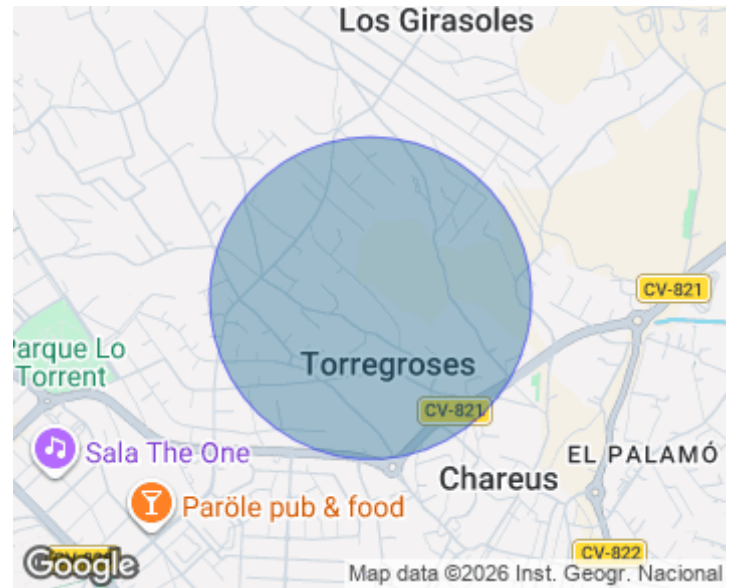 Los Girasoles
CV-821
Parque Lo
Torrent
Torregroses
CV-821
Sala The One
EL PALAMÓ
Chareus
Paröle pub & food
CV-822
Google
Map data ©2026 Inst. Geogr. Nacional